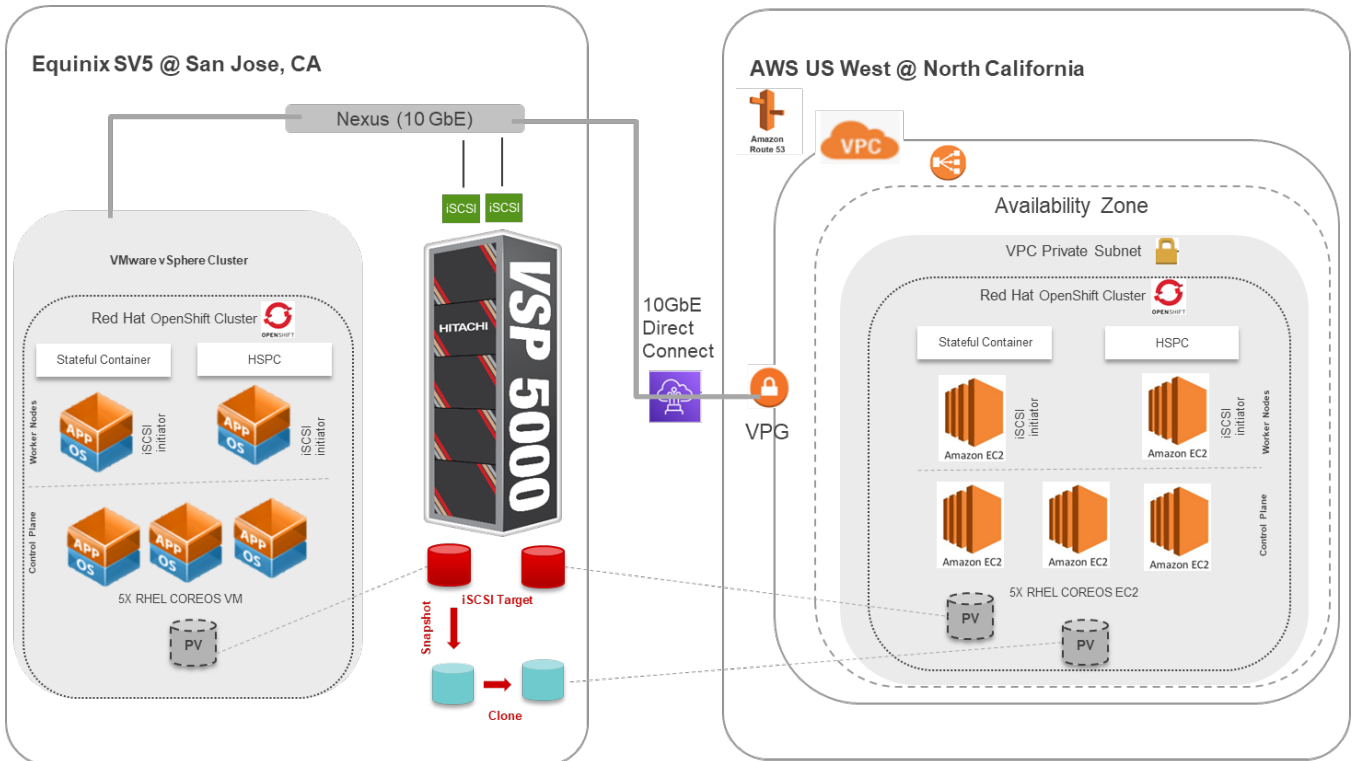 Equinix SV5 @ San Jose, CA
Nexus (10 GbE)
iSCSI
iSCSI
VMware vSphere Cluster
Red Hat OpenShift Cluster
OPENSHIFT
Stateful Container
HSPC
Worker Nodes
APP
OS
iSCSI
initiator
APP
OS
iSCSI
initiator
Control Plane
APP
OS
APP
OS
APP
OS
5X RHEL COREOS VM
PV
HITACHI
VSP 5000
iSCSI Target
Snapshot
Clone
10GbE
Direct
Connect
VPG
AWS US West @ North California
Amazon
Route 53
VPC
Availability Zone
VPC Private Subnet
Red Hat OpenShift Cluster
OPENSHIFT
Stateful Container
HSPC
Amazon EC2
iSCSI
initiator
Amazon EC2
iSCSI
initiator
Worker Nodes
Amazon EC2
Amazon EC2
Amazon EC2
Control Plane
5X RHEL COREOS EC2
PV
PV